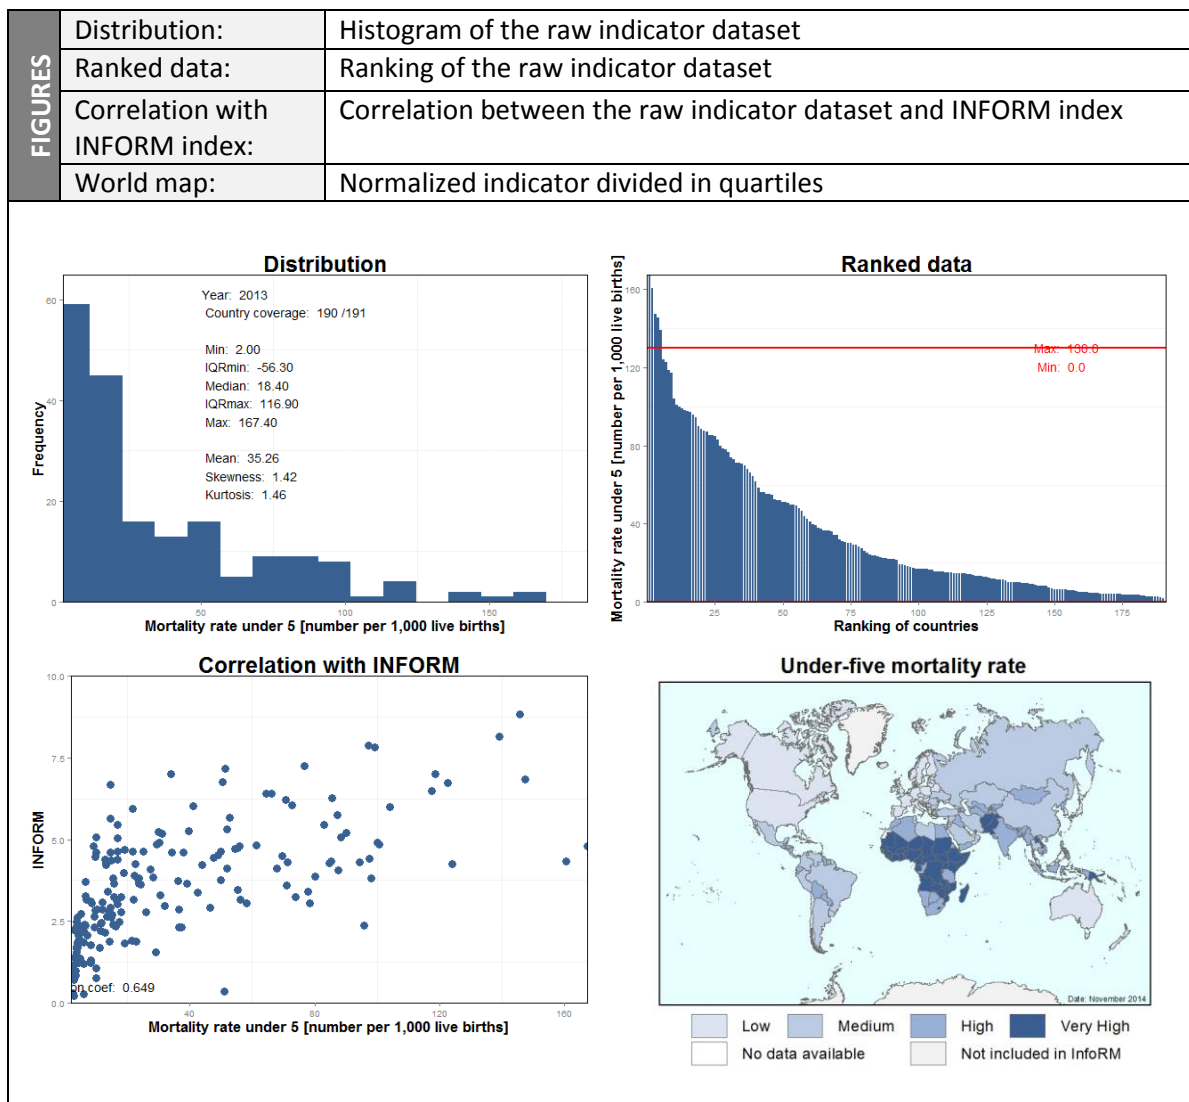 FIGURES
Distribution: Histogram of the raw indicator dataset
Ranked data: Ranking of the raw indicator dataset
Correlation with Correlation between the raw indicator dataset and INFORM index
INFORM index:
World map: Normalized indicator divided in quartiles
Distribution
Year: 2013
Country coverage: 190 /191
Min: 2.00
IQRmin: -56.30
Median: 18.40
IQRmax: 116.90
Max: 167.40
Mean: 35.26
Skewness: 1.42
Kurtosis: 1.46
Frequency
60
40
20
0
50 100 150
Mortality rate under 5 [number per 1,000 live births]
Ranked data
Mortality rate under 5 [number per 1,000 live births]
160
120
80
40
0
Max: 130.0
Min: 0.0
25 50 75 100 125 150 175
Ranking of countries
Correlation with INFORM
INFORM
10.0
7.5
5.0
2.5
0.0
on coef: 0.649
40 80 120 160
Mortality rate under 5 [number per 1,000 live births]
Under-five mortality rate
Date: November 2014
Low Medium High Very High
No data available Not included in InfoRM